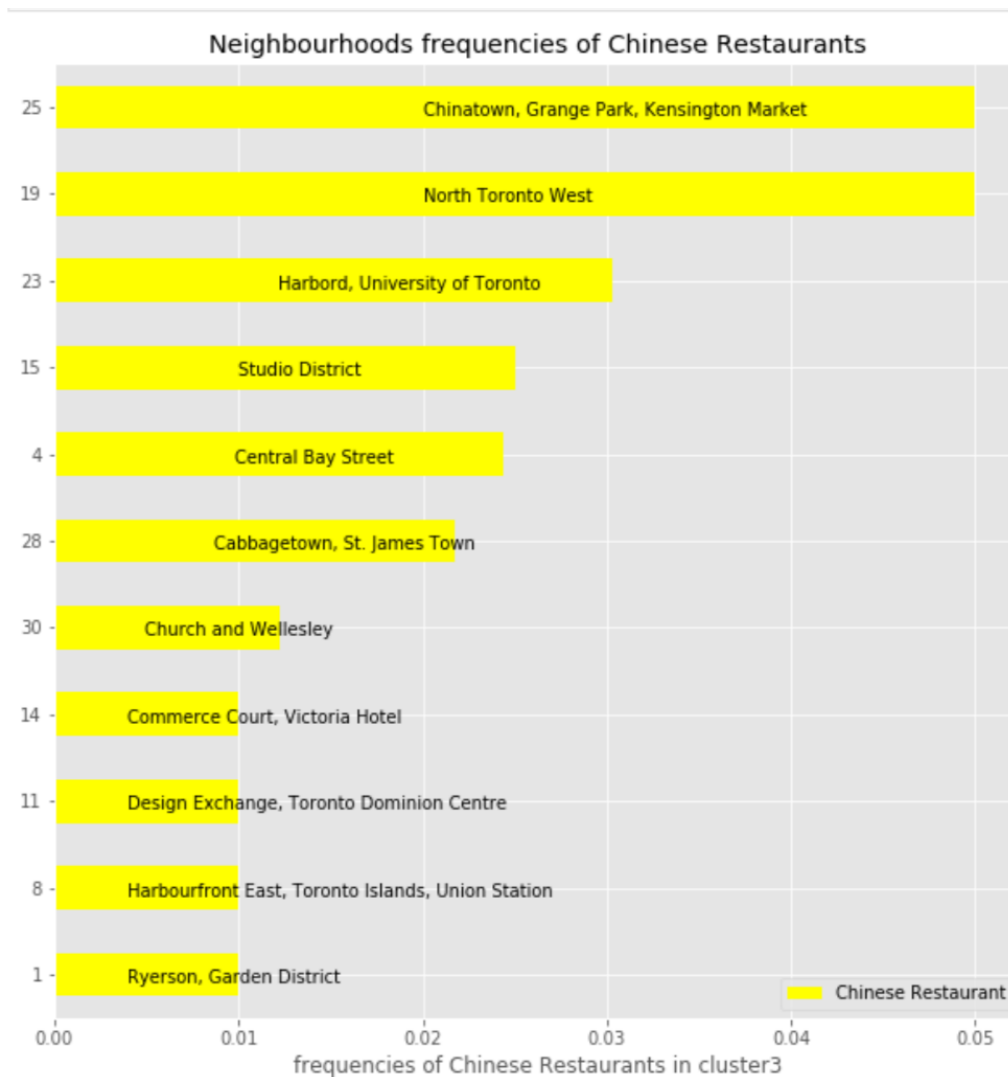 Neighbourhoods frequencies of Chinese Restaurants
25
Chinatown, Grange Park, Kensington Market
19
North Toronto West
23
Harbord, University of Toronto
15
Studio District
4
Central Bay Street
28
Cabbagetown, St. James Town
30
Church and Wellesley
14
Commerce Court, Victoria Hotel
11
Design Exchange, Toronto Dominion Centre
8
Harbourfront East, Toronto Islands, Union Station
1
Ryerson, Garden District
Chinese Restaurant
0.00 0.01 0.02 0.03 0.04 0.05
frequencies of Chinese Restaurants in cluster3